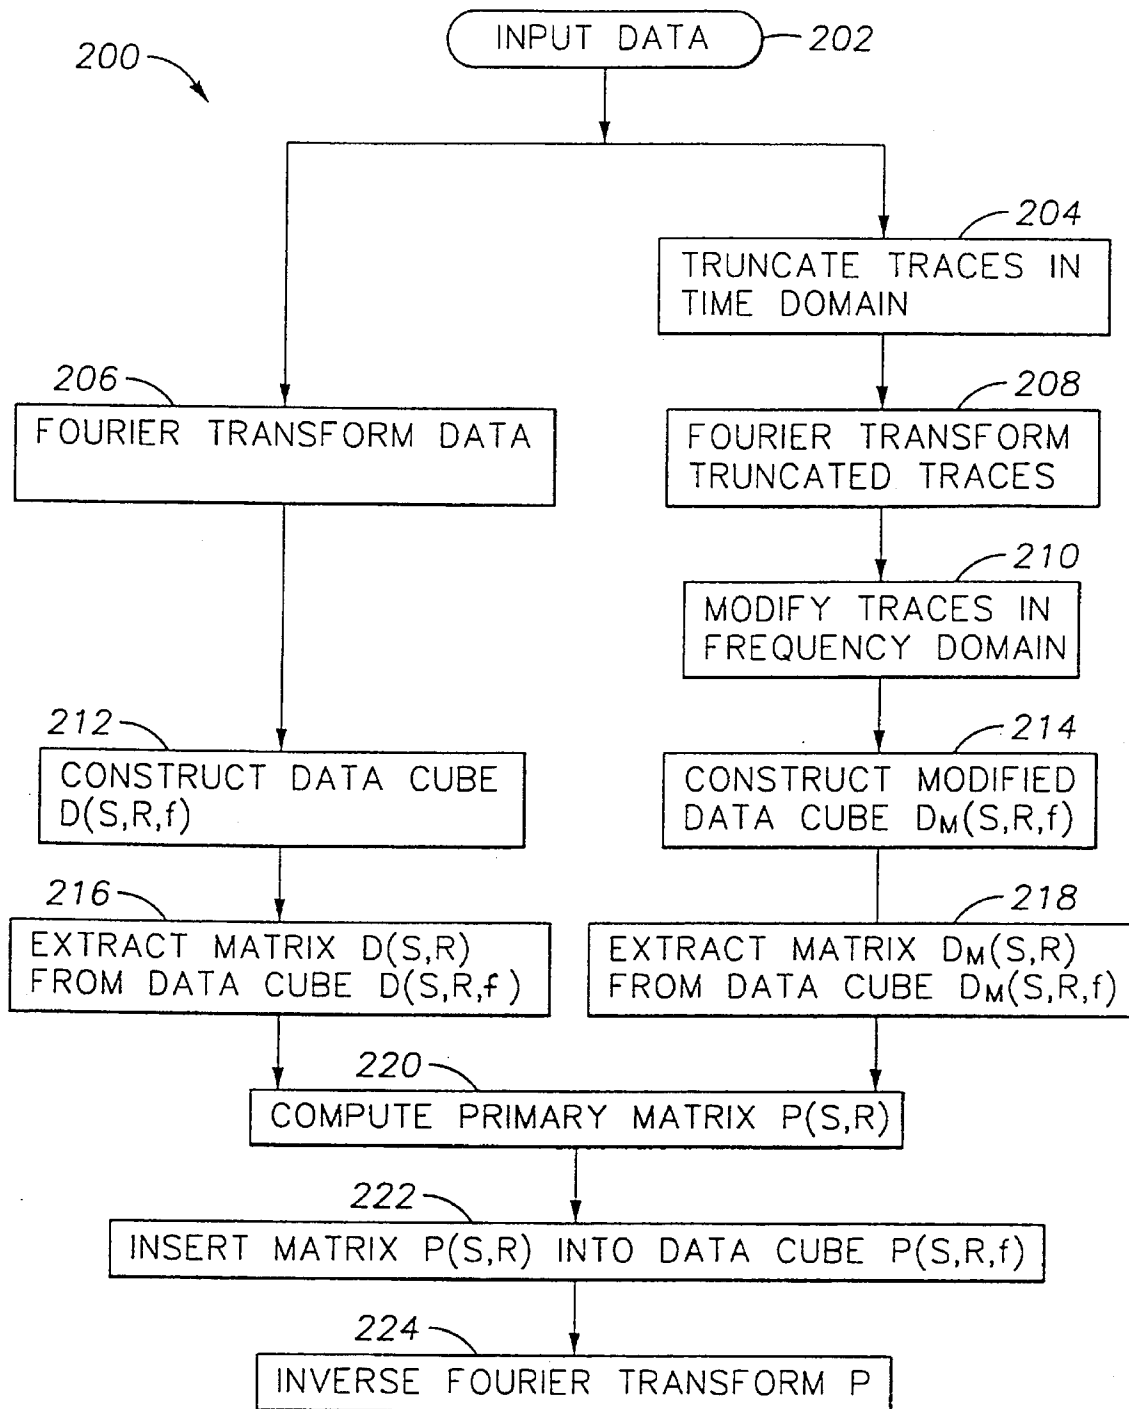 INPUT DATA
202
200
204
TRUNCATE TRACES IN
TIME DOMAIN
206
FOURIER TRANSFORM DATA
208
FOURIER TRANSFORM
TRUNCATED TRACES
210
MODIFY TRACES IN
FREQUENCY DOMAIN
212
CONSTRUCT DATA CUBE
D(S,R,f)
214
CONSTRUCT MODIFIED
DATA CUBE DM(S,R,f)
216
EXTRACT MATRIX D(S,R)
FROM DATA CUBE D(S,R,f)
218
EXTRACT MATRIX DM(S,R)
FROM DATA CUBE DM(S,R,f)
220
COMPUTE PRIMARY MATRIX P(S,R)
222
INSERT MATRIX P(S,R) INTO DATA CUBE P(S,R,f)
224
INVERSE FOURIER TRANSFORM P